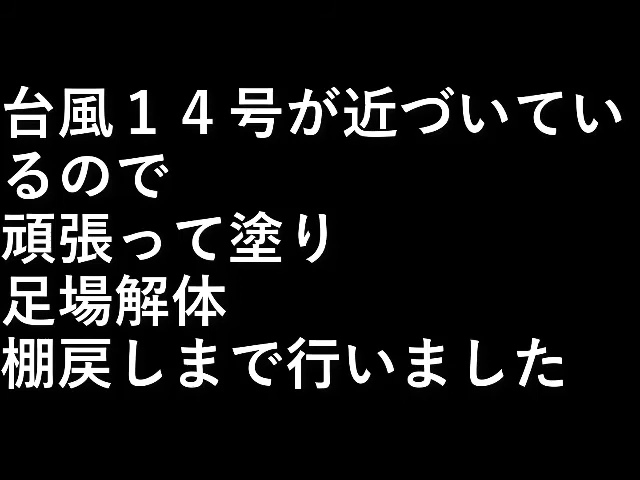 台風１４号が近づいてい
るので
頑張って塗り
足場解体
棚戻しまで行いました